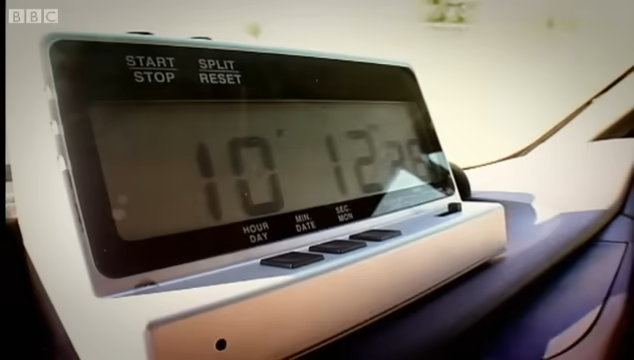 BBC
START SPLIT
STOP RESET
10' 12"
HOUR MIN. SEC.
DAY DATE MON